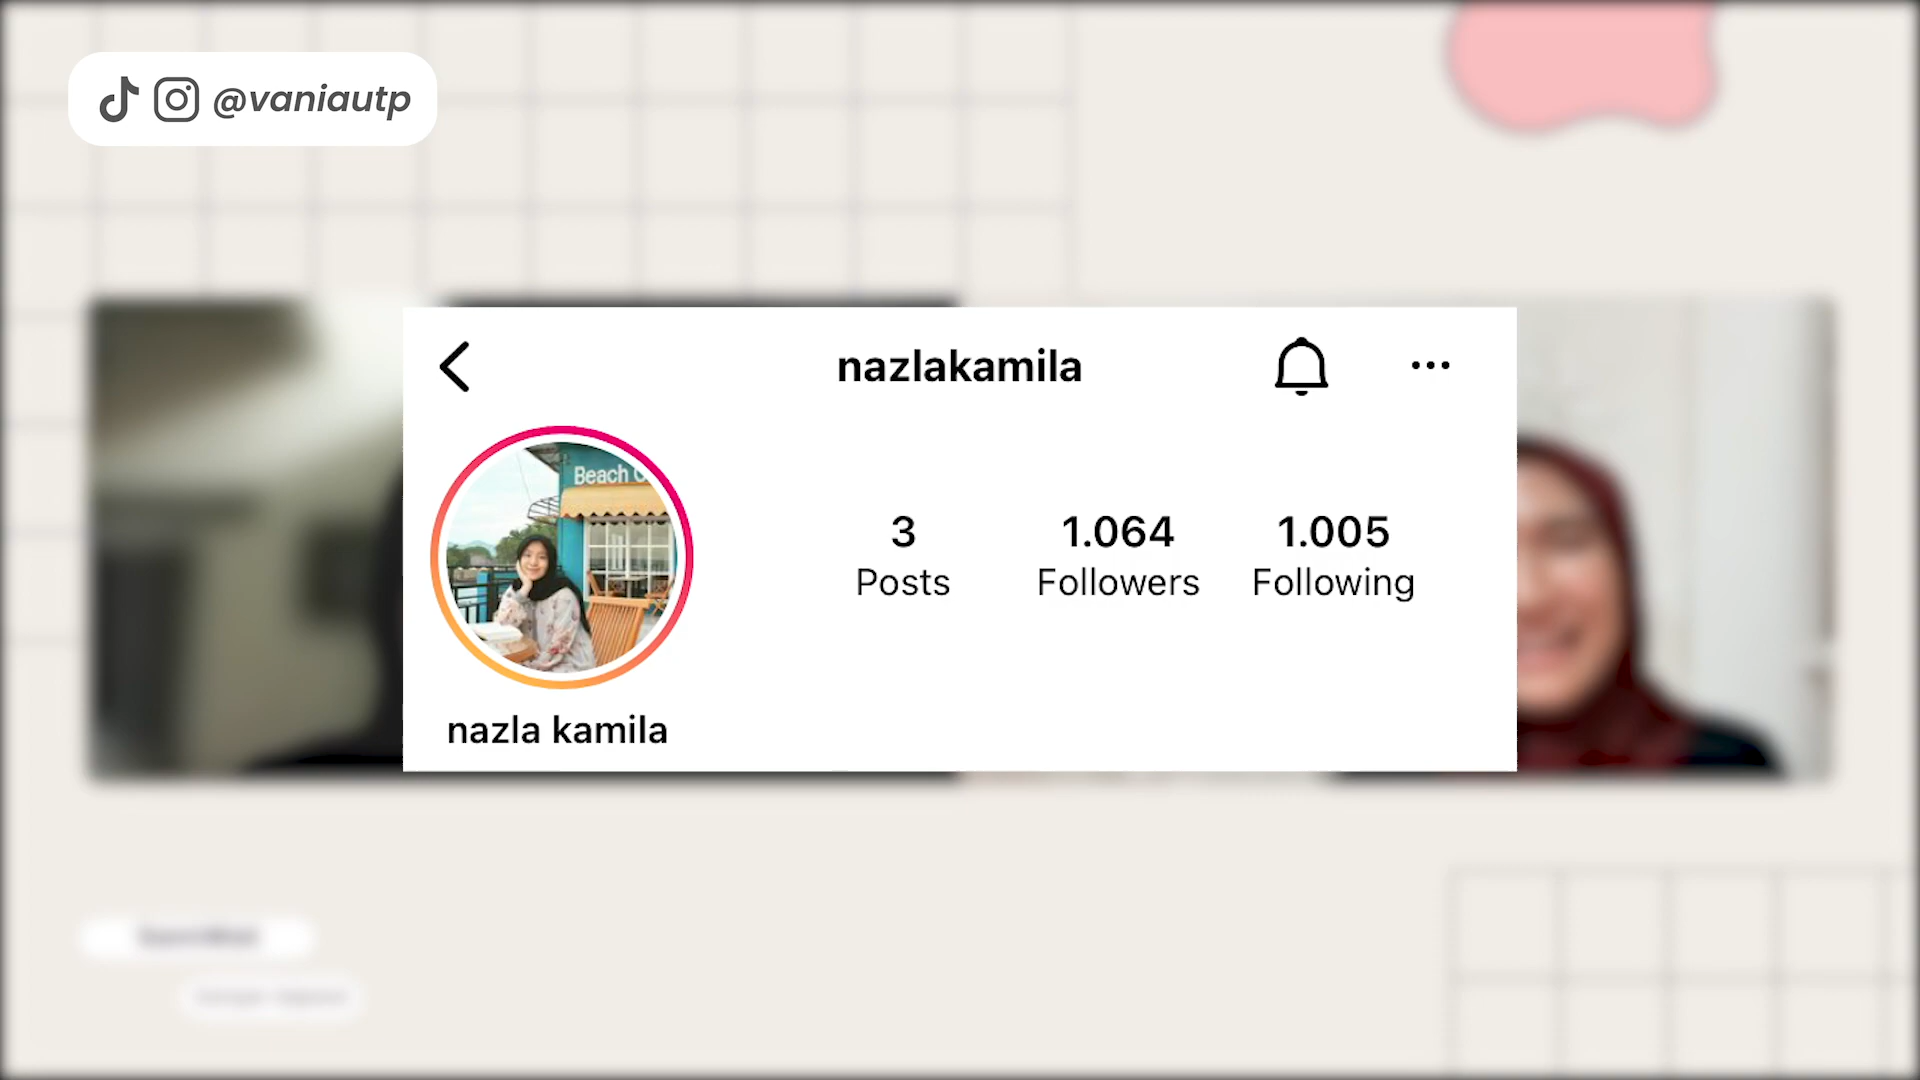 @vaniautp
nazlakamila
Beach C
3 1.064 1.005
Posts Followers Following
nazla kamila